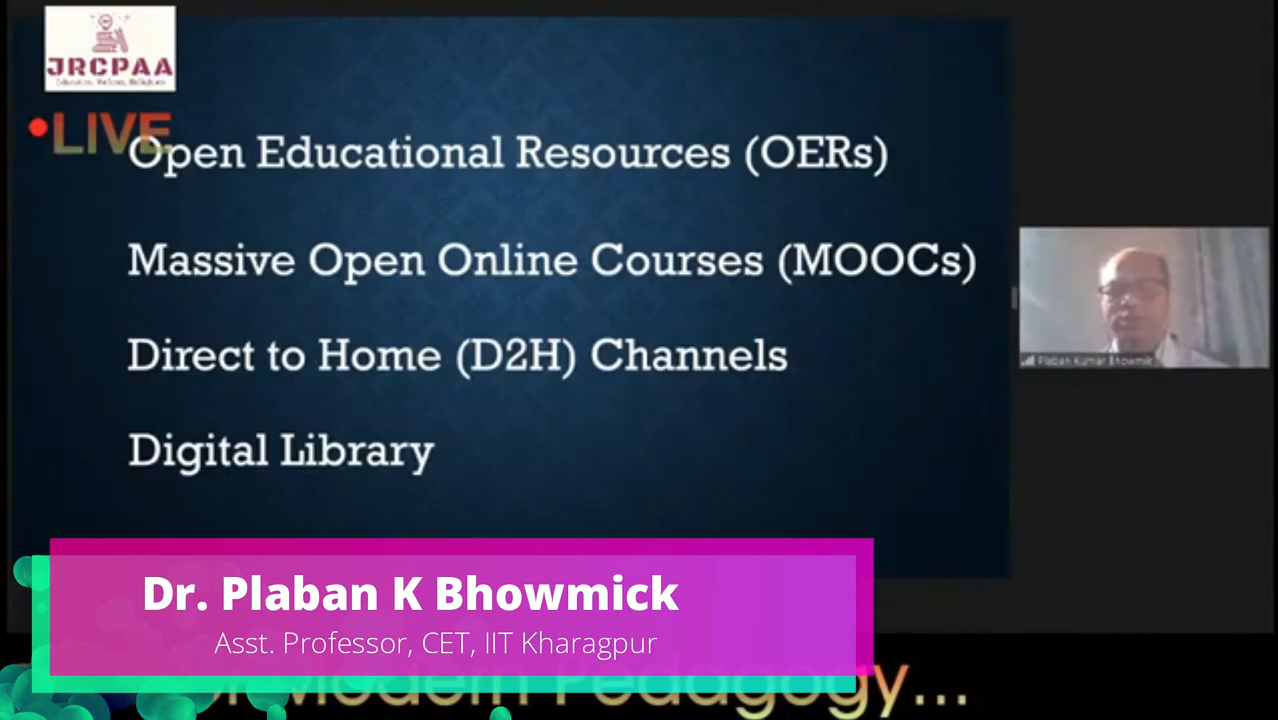 JRCPAA
LIVE
Open Educational Resources (OERs)
Massive Open Online Courses (MOOCs)
Direct to Home (D2H) Channels
Digital Library
Plaban Kumar Bhowmik
Dr. Plaban K Bhowmick
Asst. Professor, CET, IIT Kharagpur
Modern Pedagogy...